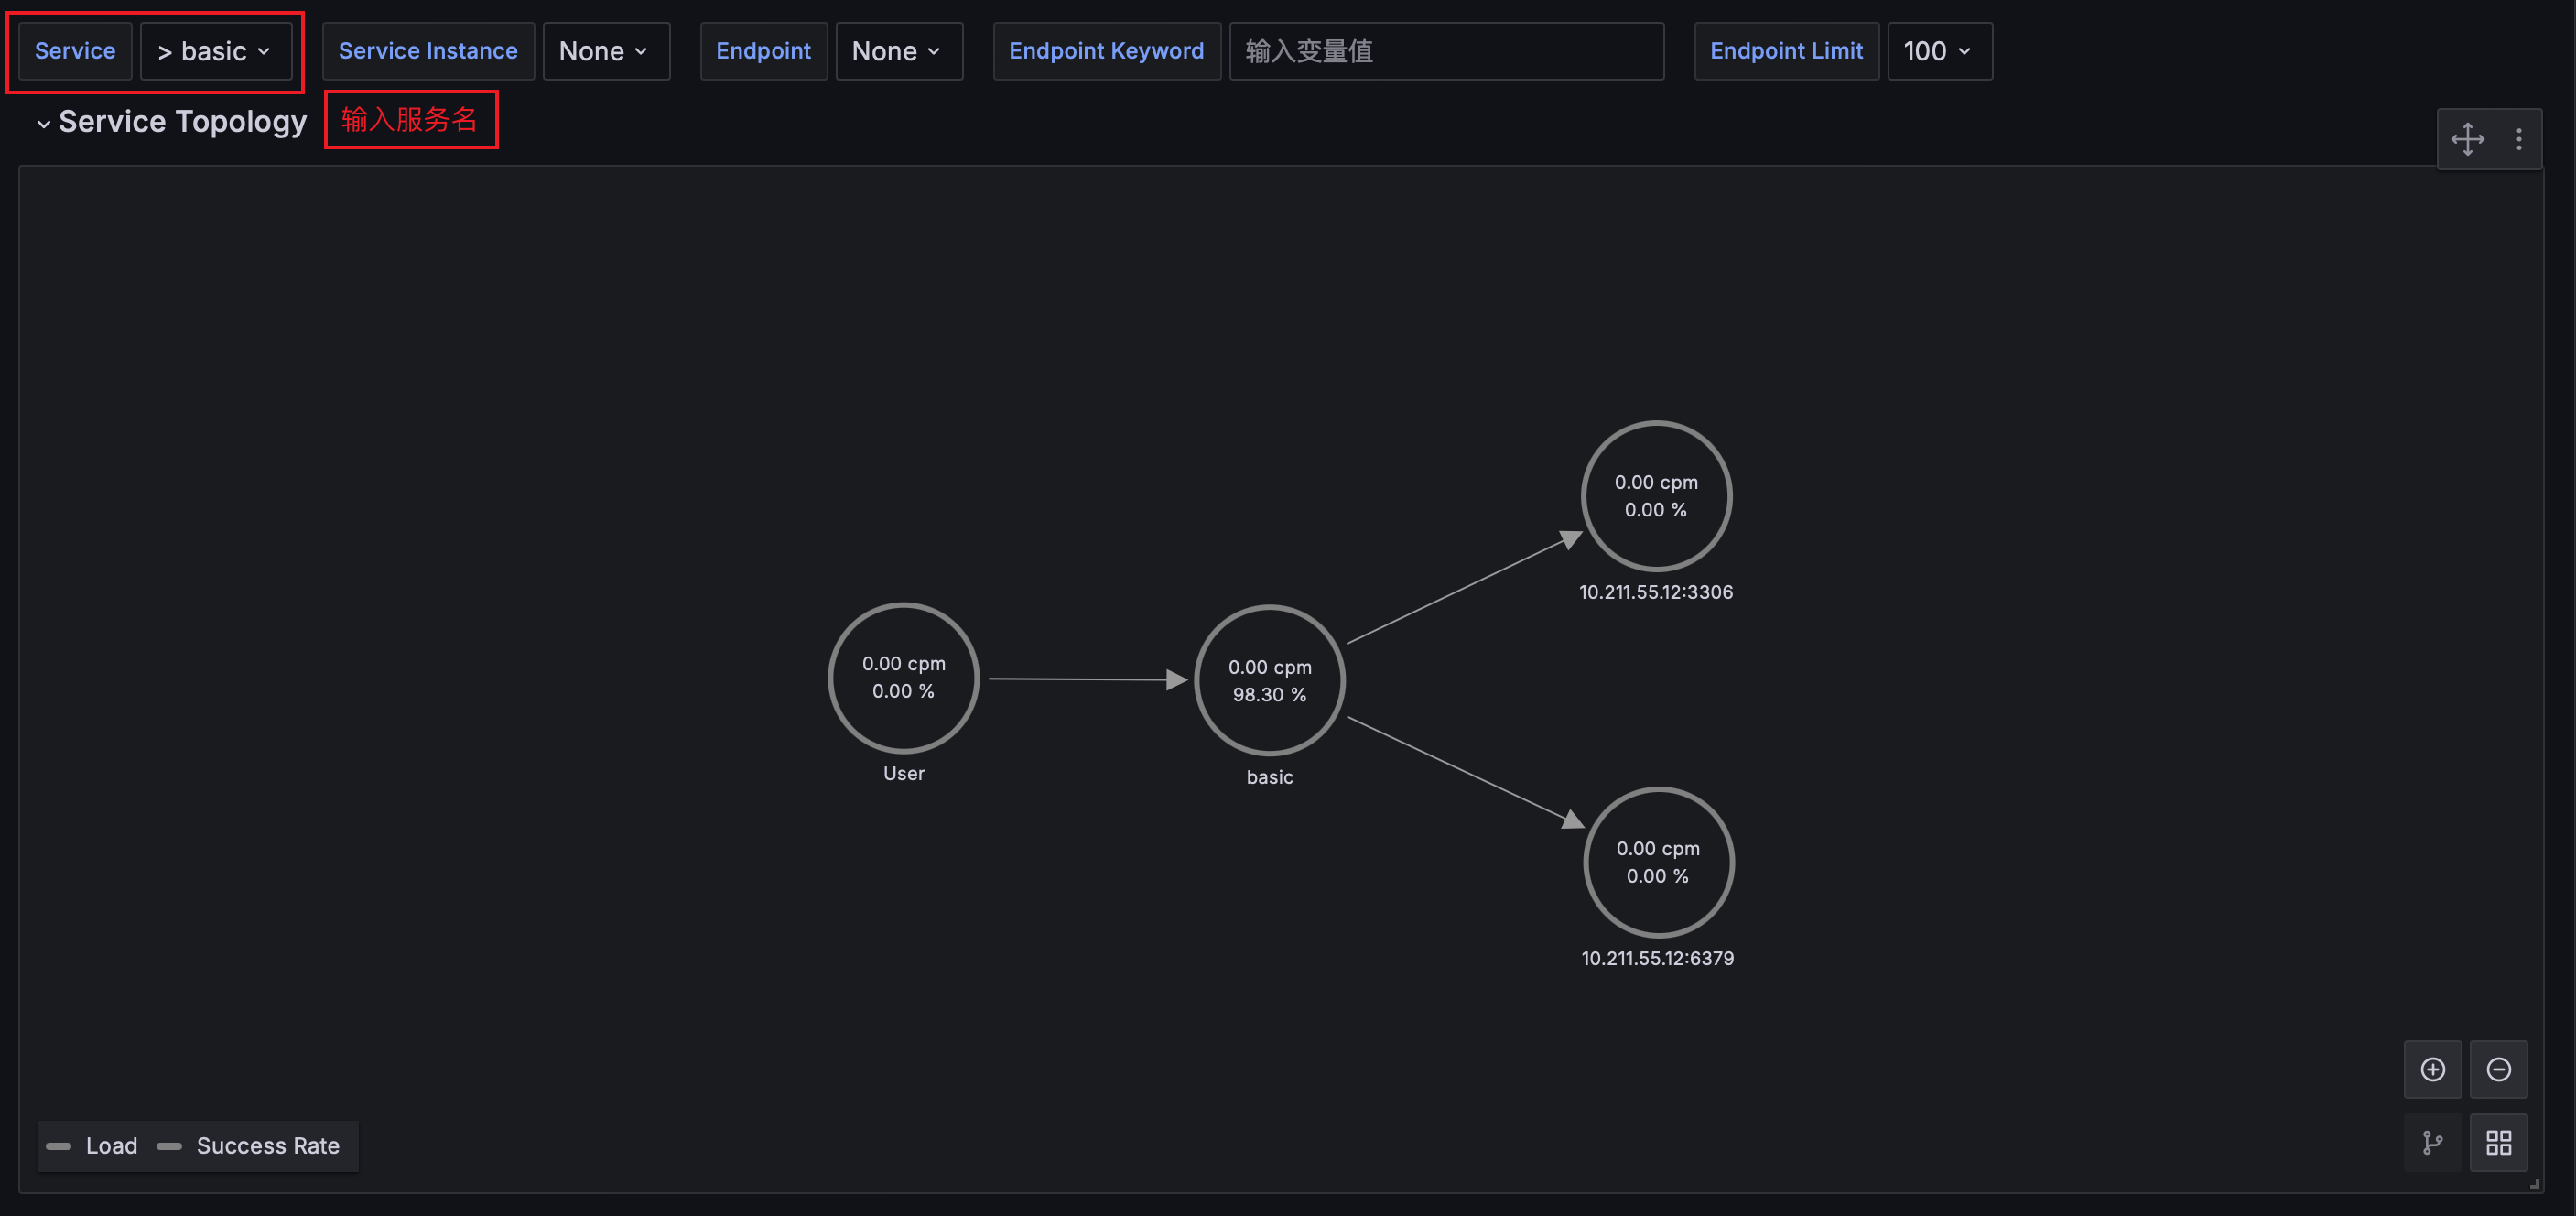 Service > basic Service Instance None Endpoint None Endpoint Keyword 输入变量值 Endpoint Limit 100
Service Topology 输入服务名
0.00 cpm
0.00 %
10.211.55.12:3306
0.00 cpm
0.00 %
User
0.00 cpm
98.30 %
basic
0.00 cpm
0.00 %
10.211.55.12:6379
Load Success Rate